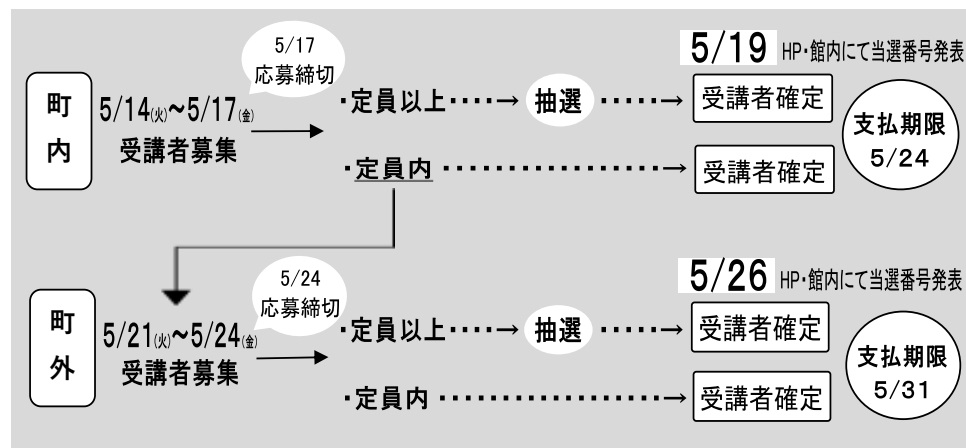 町内
5/14(火)~5/17(金)
受講者募集
5/17
応募締切
・定員以上‥‥→ 抽選 ‥‥‥→ 受講者確定
・定員内‥‥‥‥‥‥‥‥‥→ 受講者確定
5/19 HP・館内にて当選番号発表
支払期限
5/24
町外
5/21(火)~5/24(金)
受講者募集
5/24
応募締切
・定員以上‥‥→ 抽選 ‥‥‥→ 受講者確定
・定員内‥‥‥‥‥‥‥‥‥→ 受講者確定
5/26 HP・館内にて当選番号発表
支払期限
5/31